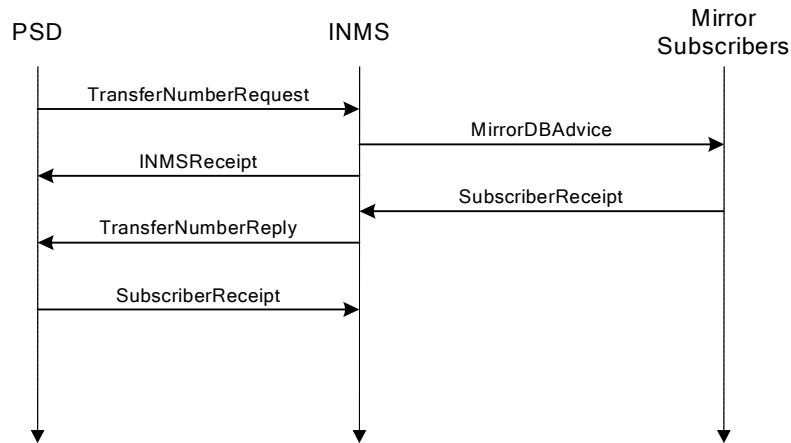 PSD
INMS
Mirror
Subscribers
TransferNumberRequest
MirrorDBAdvice
INMSReceipt
SubscriberReceipt
TransferNumberReply
SubscriberReceipt